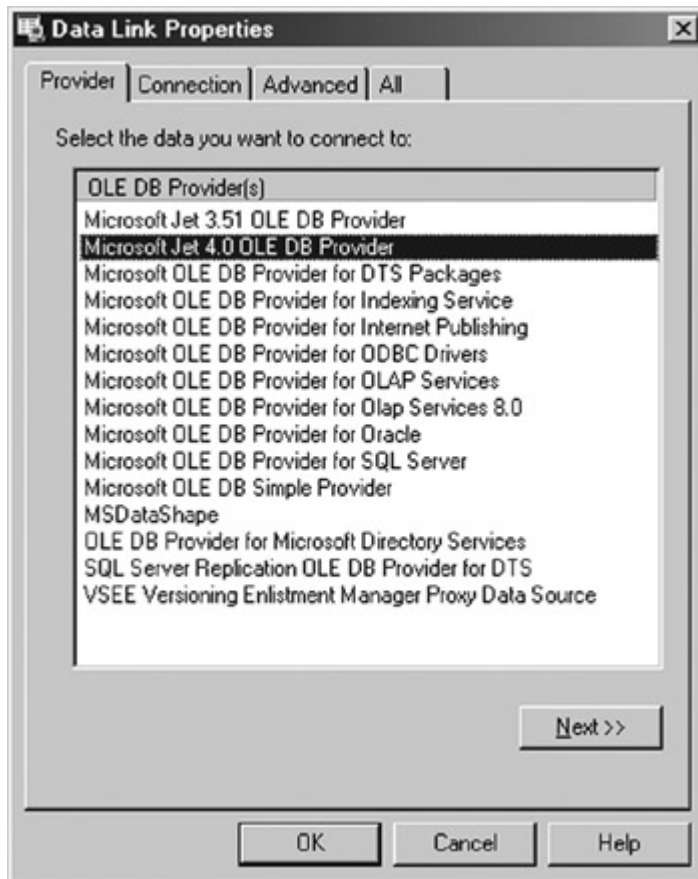 Data Link Properties
Provider Connection Advanced All
Select the data you want to connect to:
OLE DB Provider(s)
Microsoft Jet 3.51 OLE DB Provider
Microsoft Jet 4.0 OLE DB Provider
Microsoft OLE DB Provider for DTS Packages
Microsoft OLE DB Provider for Indexing Service
Microsoft OLE DB Provider for Internet Publishing
Microsoft OLE DB Provider for ODBC Drivers
Microsoft OLE DB Provider for OLAP Services
Microsoft OLE DB Provider for Olap Services 8.0
Microsoft OLE DB Provider for Oracle
Microsoft OLE DB Provider for SQL Server
Microsoft OLE DB Simple Provider
MSDataShape
OLE DB Provider for Microsoft Directory Services
SQL Server Replication OLE DB Provider for DTS
VSEE Versioning Enlistment Manager Proxy Data Source
Next >>
OK Cancel Help